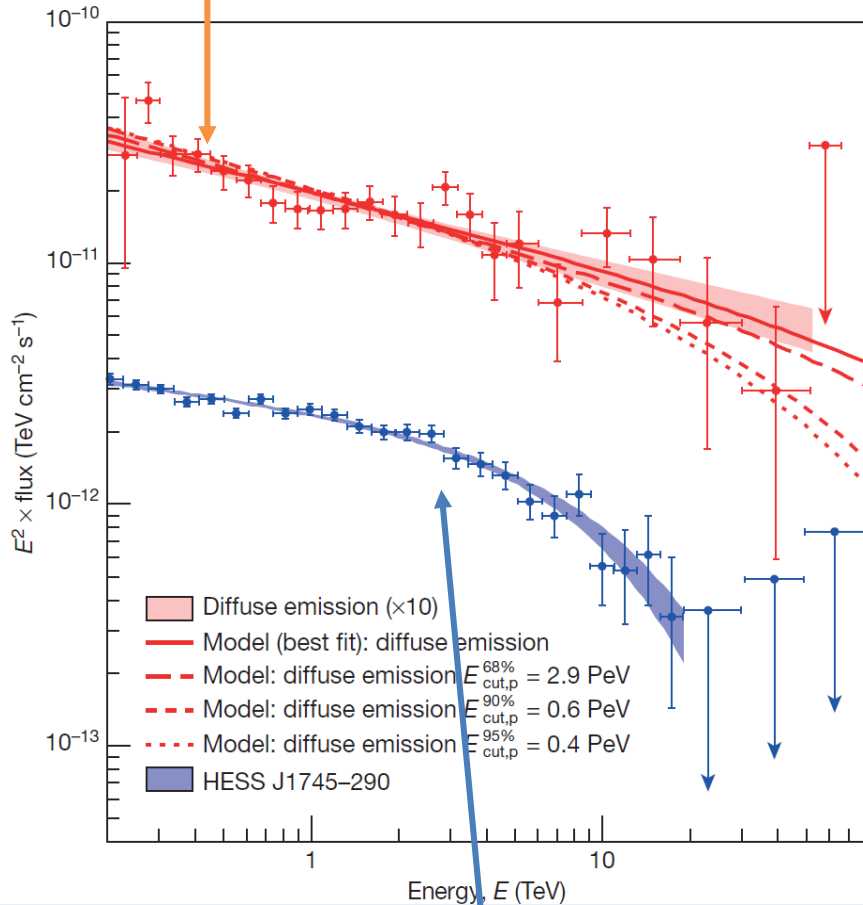 10⁻¹⁰
10⁻¹¹
10⁻¹²
10⁻¹³
E² × flux (TeV cm⁻² s⁻¹)
Diffuse emission (×10)
Model (best fit): diffuse emission
Model: diffuse emission E^68%_cut,p = 2.9 PeV
Model: diffuse emission E^90%_cut,p = 0.6 PeV
Model: diffuse emission E^95%_cut,p = 0.4 PeV
HESS J1745–290
1 10
Energy, E (TeV)